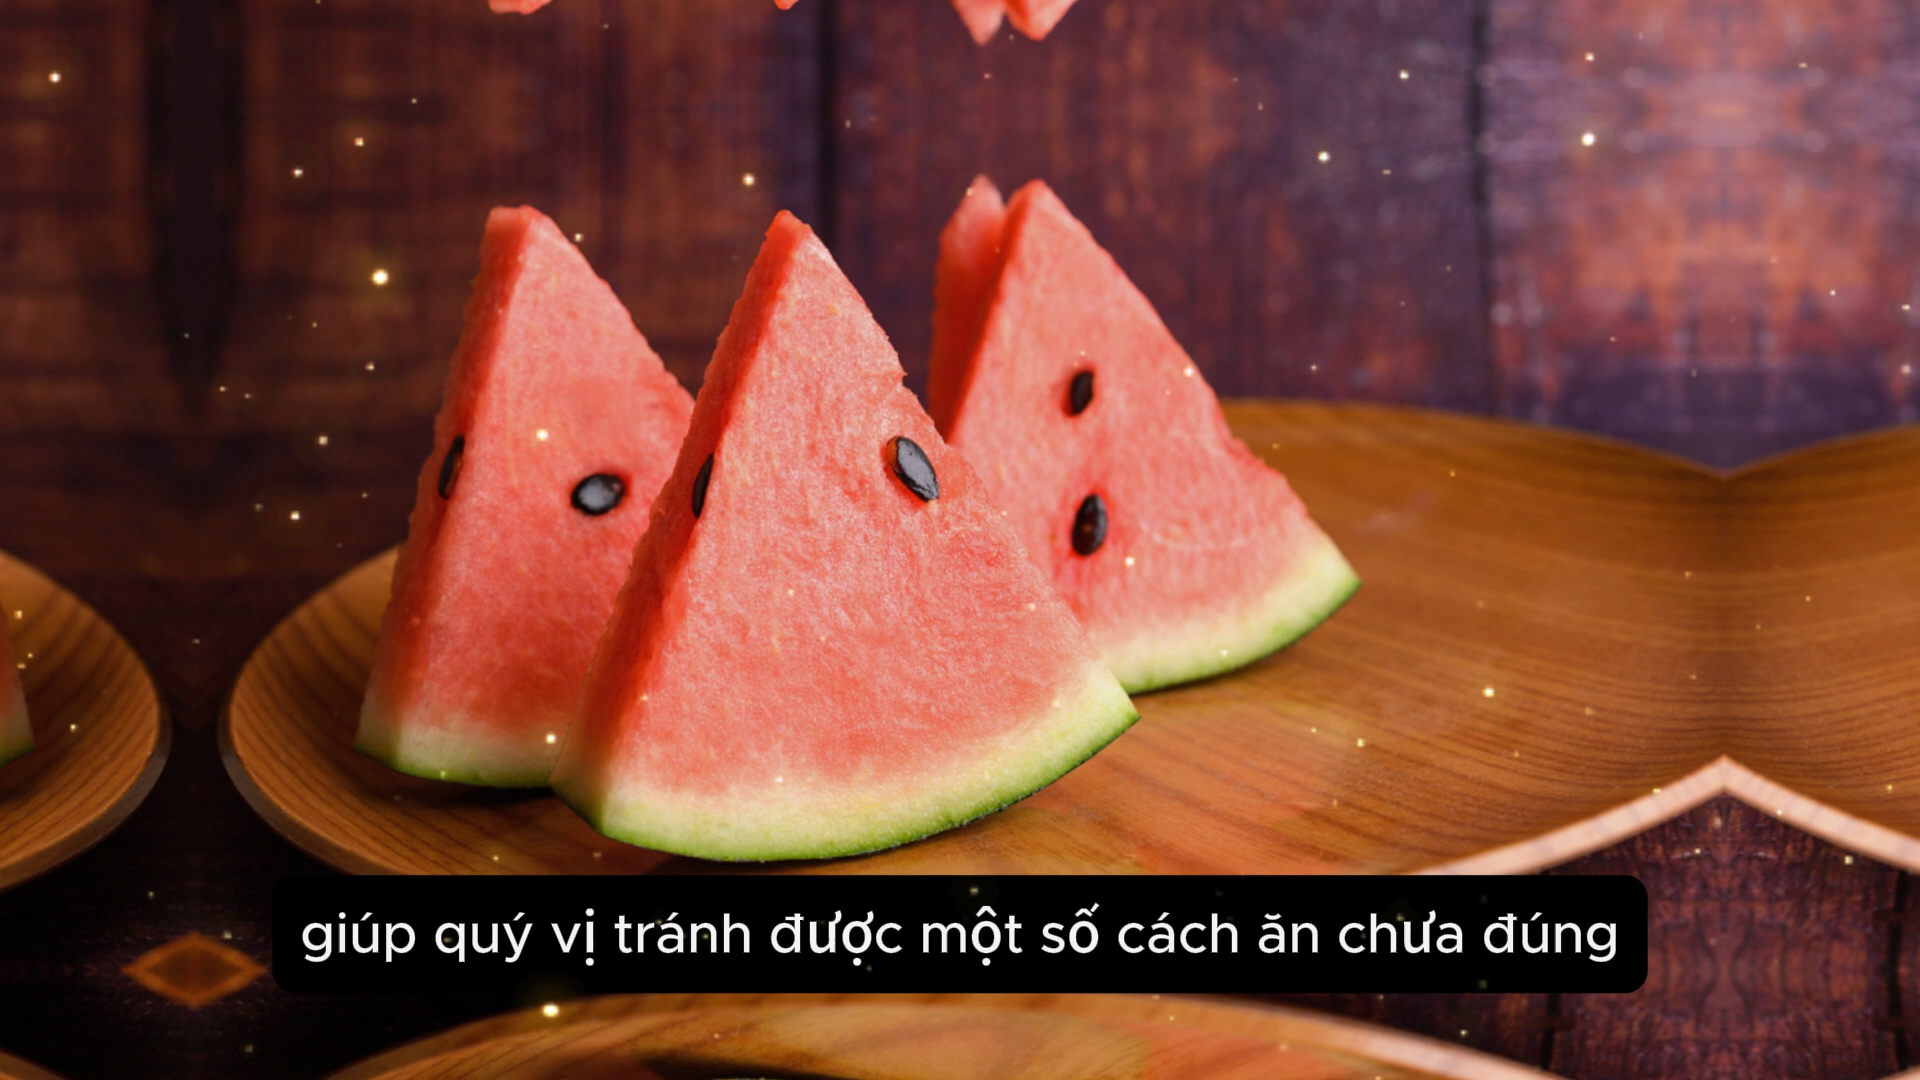 giúp quý vị tránh được một số cách ăn chưa đúng